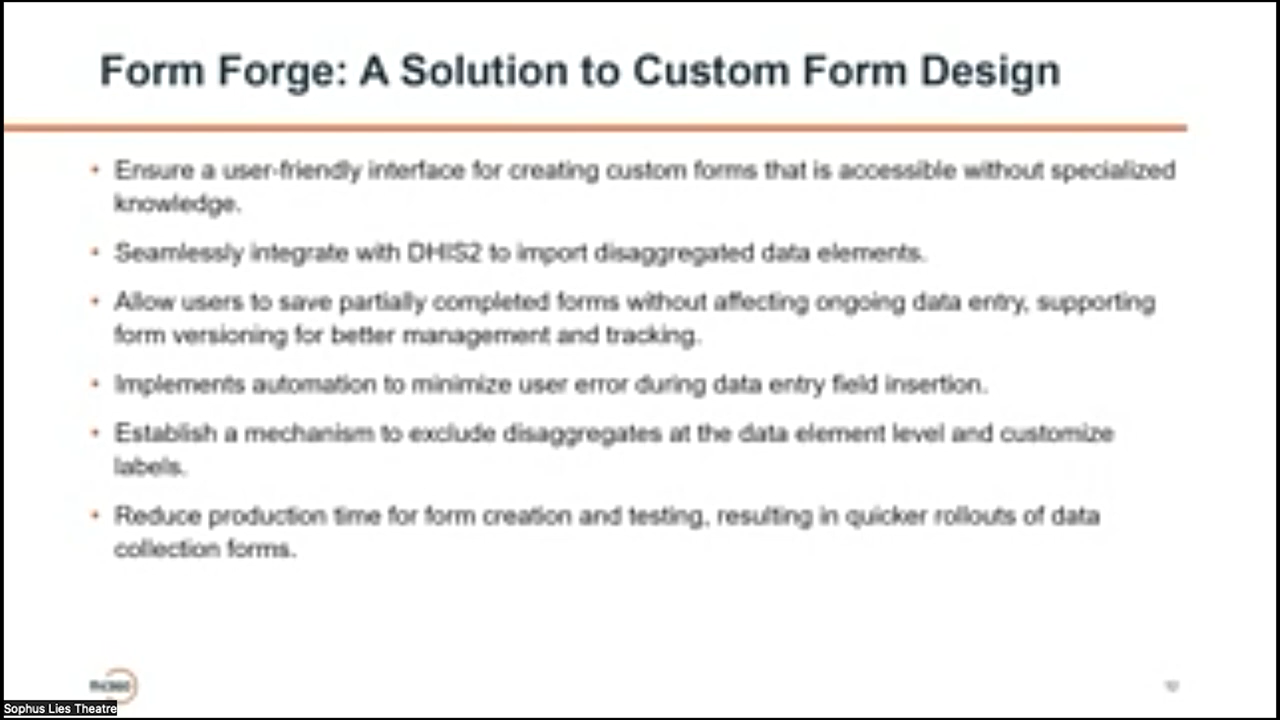 Form Forge: A Solution to Custom Form Design
• Ensure a user-friendly interface for creating custom forms that is accessible without specialized
knowledge.
• Seamlessly integrate with DHIS2 to import disaggregated data elements.
• Allow users to save partially completed forms without affecting ongoing data entry, supporting
form versioning for better management and tracking.
• Implements automation to minimize user error during data entry field insertion.
• Establish a mechanism to exclude disaggregates at the data element level and customize
labels.
• Reduce production time for form creation and testing, resulting in quicker rollouts of data
collection forms.
Sophus Lies Theatre